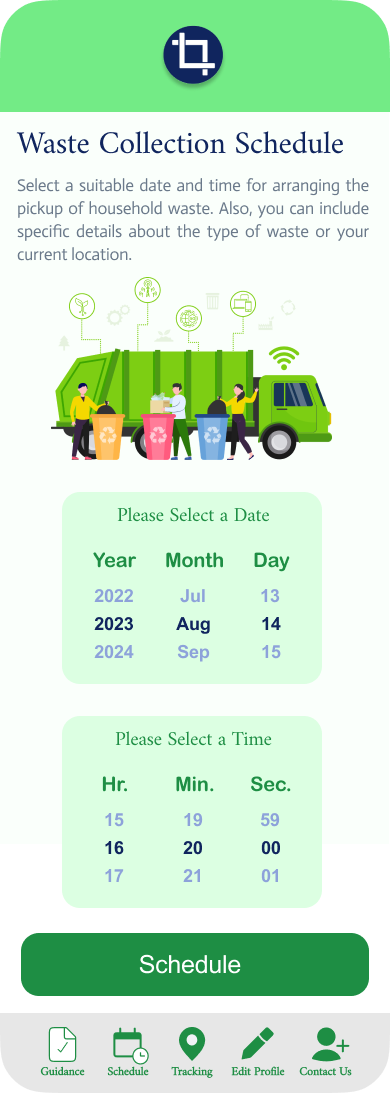 Waste Collection Schedule
Select a suitable date and time for arranging the
pickup of household waste. Also, you can include
specific details about the type of waste or your
current location.
Please Select a Date
Year Month Day
2022 Jul 13
2023 Aug 14
2024 Sep 15
Please Select a Time
Hr. Min. Sec.
15 19 59
16 20 00
17 21 01
Schedule
Guidance Schedule Tracking Edit Profile Contact Us